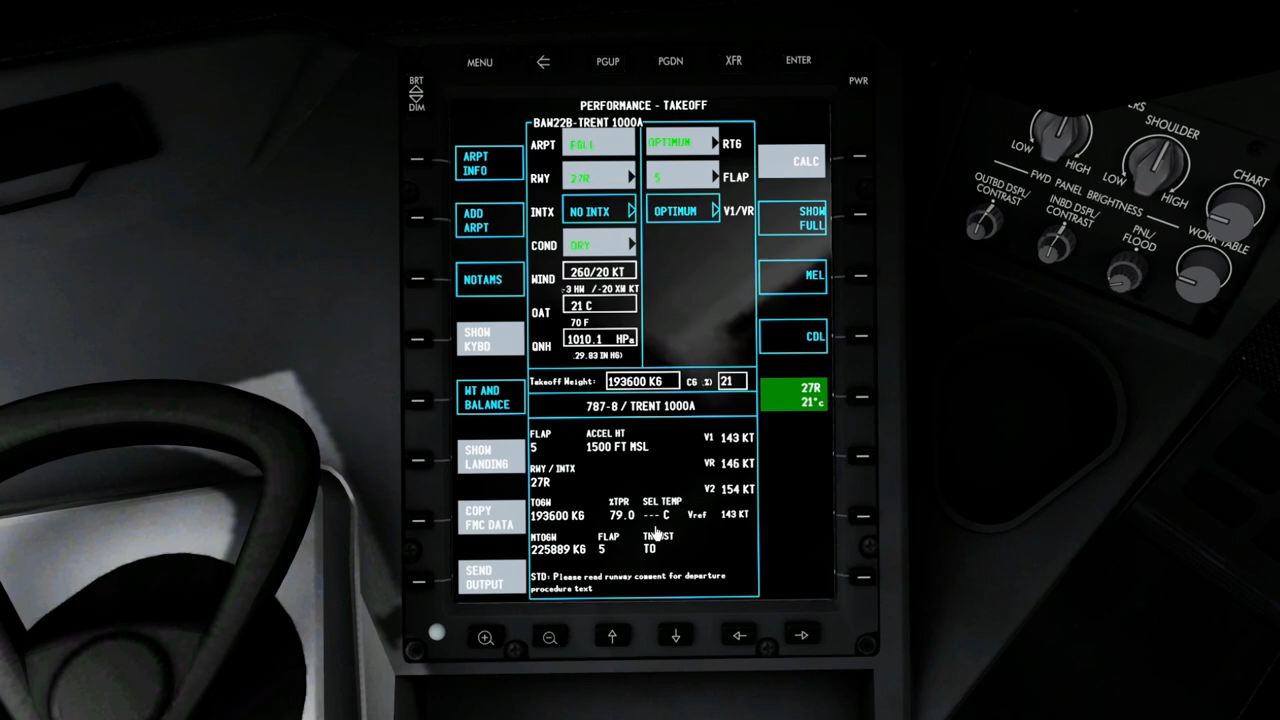 MENU
PGUP
PGDN
XFR
ENTER
BRT
DIM
PWR
PERFORMANCE - TAKEOFF
BAW22B-TRENT 1000A
ARPT INFO
ADD ARPT
NOTAMS
SHOW KYBD
WT AND BALANCE
SHOW LANDING
COPY FMC DATA
SEND OUTPUT
ARPT EGLL OPTIMUM RTG
RWY 27R 5 FLAP
INTX NO INTX OPTIMUM V1/VR
COND DRY
WIND 260/20 KT
-3 HW /-20 XW KT
OAT 21 C
70 F
QNH 1010.1 HPa
.29.83 IN HG)
Takeoff Weight: 193600 KG CG .%) 21
787-8 / TRENT 1000A
FLAP ACCEL HT V1 143 KT
5 1500 FT MSL
RWY / INTX VR 146 KT
27R
V2 154 KT
TOGW %TPR SEL TEMP
193600 KG 79.0 --- C Vref 143 KT
MTOGW FLAP
225889 KG 5 TO
STD: Please read runway comment for departure
procedure text
CALC
SHOW FULL
MEL
CDL
27R
21°c
ERS
SHOULDER
LOW
HIGH
LOW
HIGH
CHART
FWD PANEL BRIGHTNESS
OUTBD DSPL/
CONTRAST
INBD DSPL/
CONTRAST
PNL/
FLOOD
WORK TABLE